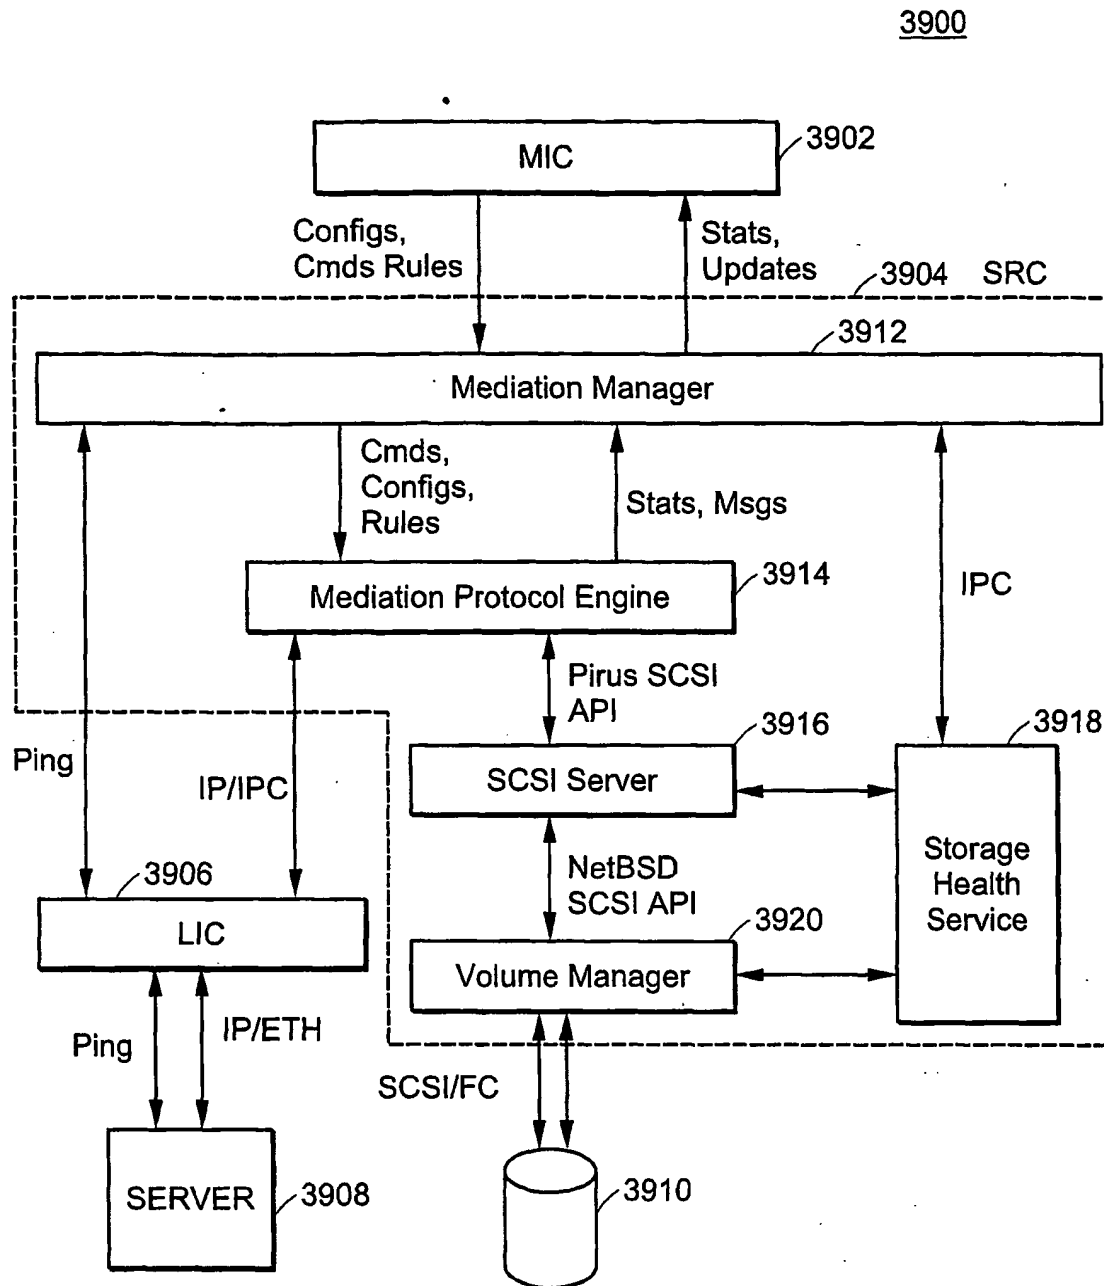 3900
MIC
3902
Configs,
Cmds Rules
Stats,
Updates
3904
SRC
3912
Mediation Manager
Cmds,
Configs,
Rules
Stats, Msgs
3914
Mediation Protocol Engine
IPC
Pirus SCSI
API
3916
3918
Ping
IP/IPC
SCSI Server
3906
NetBSD
SCSI API
Storage
Health
Service
LIC
3920
Volume Manager
Ping
IP/ETH
SCSI/FC
SERVER
3908
3910